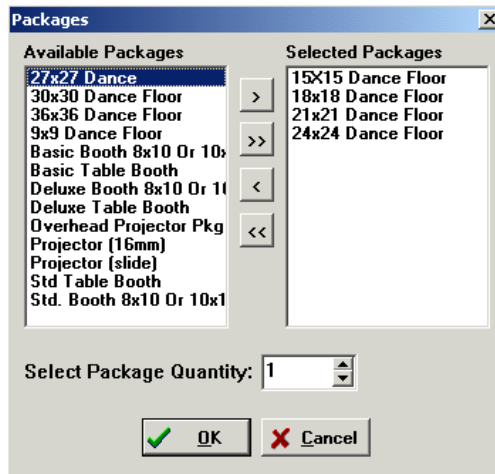 Packages
Available Packages
27x27 Dance
30x30 Dance Floor
36x36 Dance Floor
9x9 Dance Floor
Basic Booth 8x10 Or 10x
Basic Table Booth
Deluxe Booth 8x10 Or 1
Deluxe Table Booth
Overhead Projector Pkg
Projector (16mm)
Projector (slide)
Std Table Booth
Std. Booth 8x10 Or 10x1
>
>>
<
<<
Selected Packages
15X15 Dance Floor
18x18 Dance Floor
21x21 Dance Floor
24x24 Dance Floor
Select Package Quantity: 1
OK
Cancel